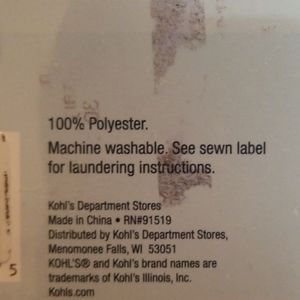 100% Polyester.
Machine washable. See sewn label
for laundering instructions.
Kohl's Department Stores
Made in China • RN#91519
Distributed by Kohl's Department Stores,
Menomonee Falls, WI 53051
KOHL'S® and Kohl's brand names are
trademarks of Kohl's Illinois, Inc.
Kohls.com
5